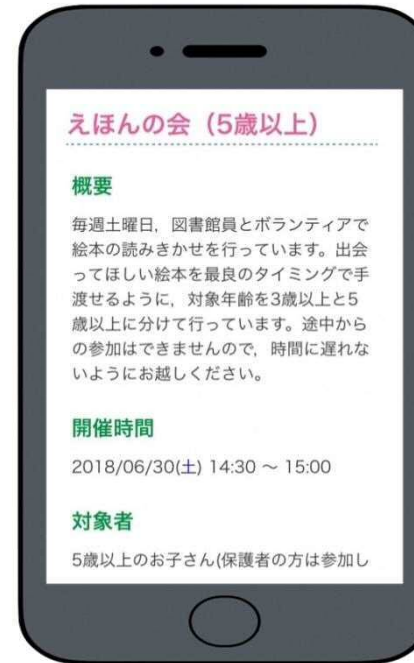 えほんの会（5歳以上）
概要
毎週土曜日，図書館員とボランティアで
絵本の読みきかせを行っています。出会
ってほしい絵本を最良のタイミングで手
渡せるように，対象年齢を3歳以上と5
歳以上に分けて行っています。途中から
の参加はできませんので，時間に遅れな
いようにお越しください。
開催時間
2018/06/30(土) 14:30 ～ 15:00
対象者
5歳以上のお子さん(保護者の方は参加し